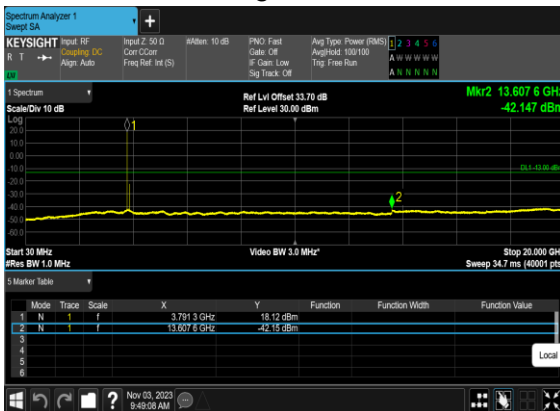 Spectrum Analyzer 1
Swept SA
KEYSIGHT Input: RF Input Z: 50 Ω #Atten: 10 dB PNO: Fast Avg Type: Power (RMS) 1 2 3 4 5 6
R T Coupling: DC Corr CCorr Gate: Off Avg|Hold: 100/100 A W W W W W
Align: Auto Freq Ref: Int (S) IF Gain: Low Trig: Free Run
LV Sig Track: Off A N N N N N
1 Spectrum Ref Lvl Offset 33.70 dB Mkr2 13.607 6 GHz
Scale/Div 10 dB Ref Level 30.00 dBm -42.147 dBm
Log
20.0 1
10.0
0.00
-10.0 DL1 -13.00 dBm
-20.0
-30.0
-40.0 2
-50.0
-60.0
Start 30 MHz Video BW 3.0 MHz* Stop 20.000 GH
#Res BW 1.0 MHz Sweep 34.7 ms (40001 pts
5 Marker Table
Mode Trace Scale X Y Function Function Width Function Value
1 N 1 f 3.791 3 GHz 18.12 dBm
2 N 1 f 13.607 6 GHz -42.15 dBm
3
4
5
6
Local
? Nov 03, 2023
9:49:08 AM